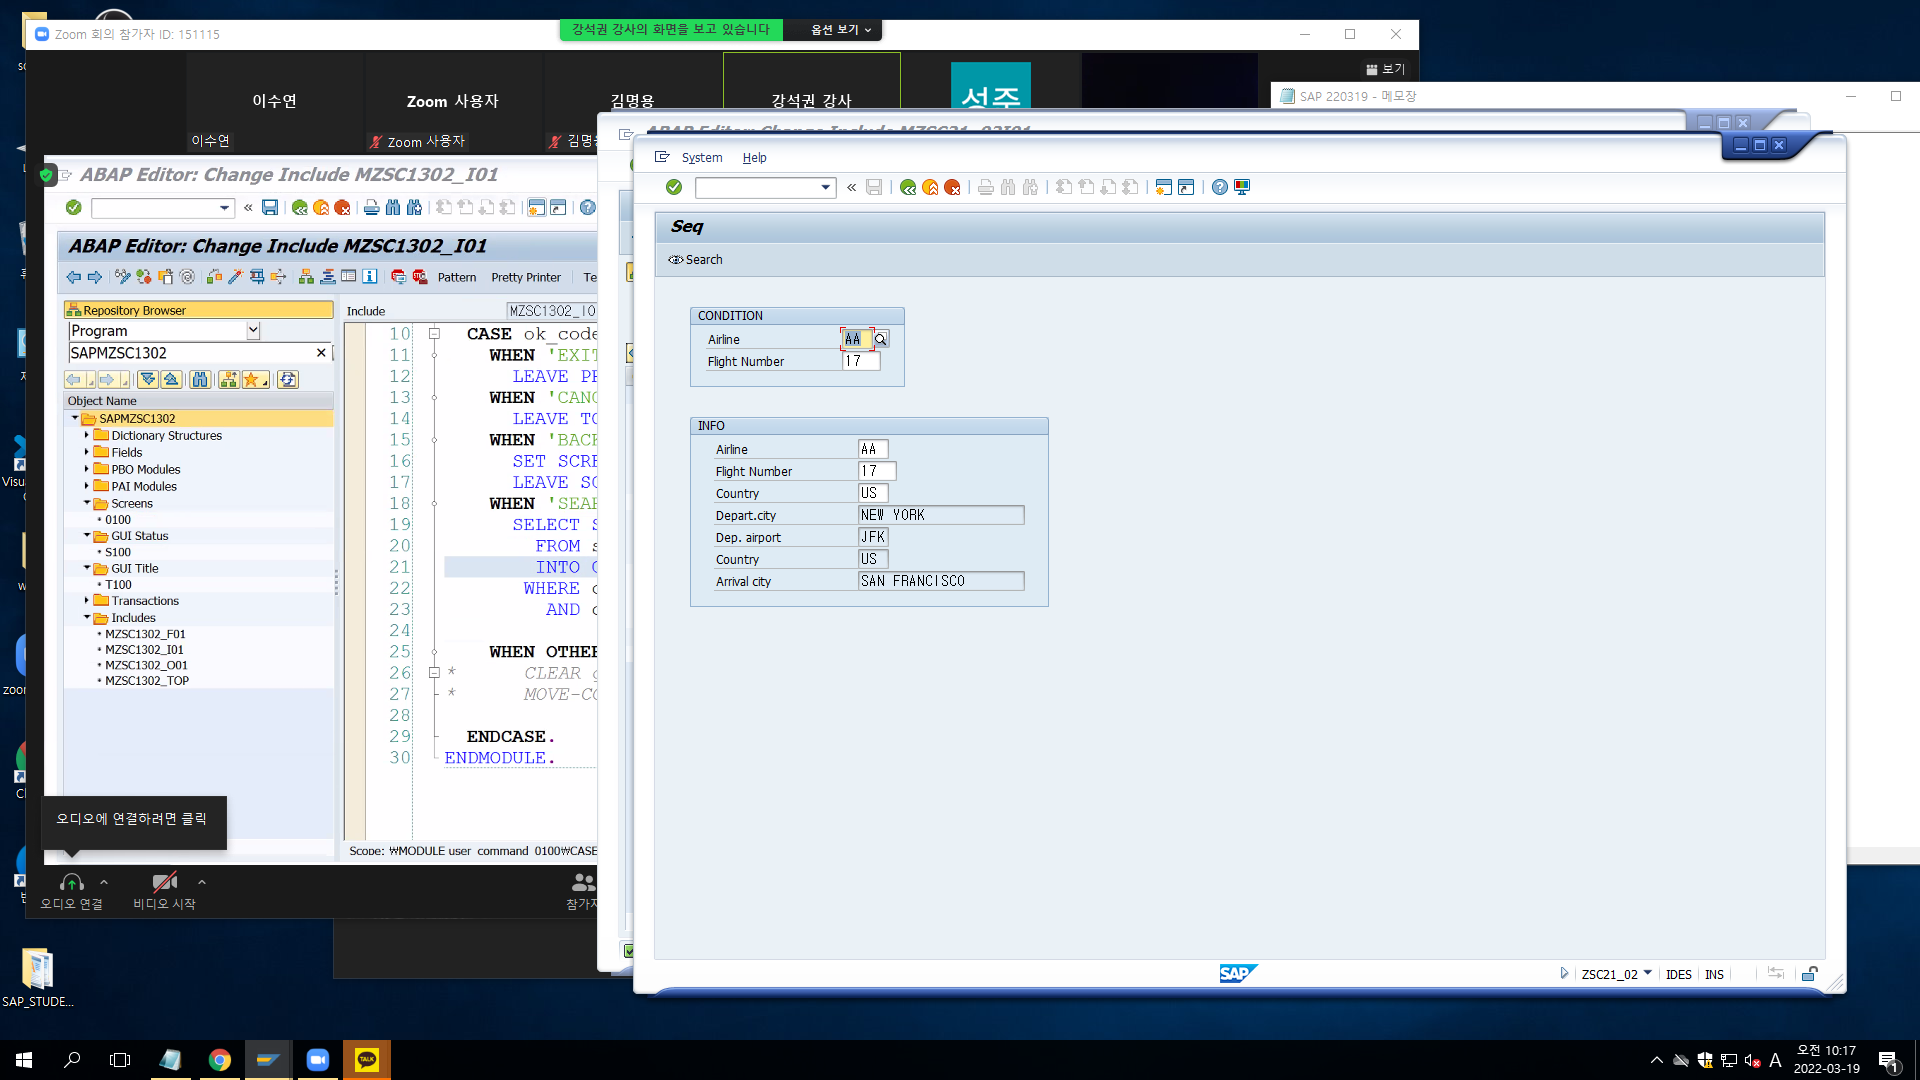 Zoom 회의 참가자 ID: 151115
강석권 강사의 화면을 보고 있습니다
옵션 보기
보기
이수연
Zoom 사용자
김명용
강석권 강사
성주
이수연
Zoom 사용자
SAP 220319 - 메모장
ABAP Editor: Change Include MZSC1302_I01
ABAP Editor: Change Include MZSC1302_I01
Pattern
Pretty Printer
Repository Browser
Program
SAPMZSC1302
Object Name
SAPMZSC1302
Dictionary Structures
Fields
PBO Modules
PAI Modules
Screens
0100
GUI Status
S100
GUI Title
T100
Transactions
Includes
MZSC1302_F01
MZSC1302_I01
MZSC1302_O01
MZSC1302_TOP
Include
MZSC1302_I0
10 CASE ok_code
11 WHEN 'EXIT
12 LEAVE PR
13 WHEN 'CANC
14 LEAVE TO
15 WHEN 'BACK
16 SET SCRE
17 LEAVE SC
18 WHEN 'SEAR
19 SELECT S
20 FROM s
21 INTO C
22 WHERE c
23 AND c
24
25 WHEN OTHER
26 * CLEAR g
27 * MOVE-CO
28
29 ENDCASE.
30 ENDMODULE.
Scope: ₩MODULE user_command_0100₩CASE
오디오에 연결하려면 클릭
오디오 연결
비디오 시작
System
Help
Seq
Search
CONDITION
Airline AA
Flight Number 17
INFO
Airline AA
Flight Number 17
Country US
Depart.city NEW YORK
Dep. airport JFK
Country US
Arrival city SAN FRANCISCO
SAP
ZSC21_02
IDES
INS
SAP_STUDE...
TALK
A
오전 10:17
2022-03-19
1